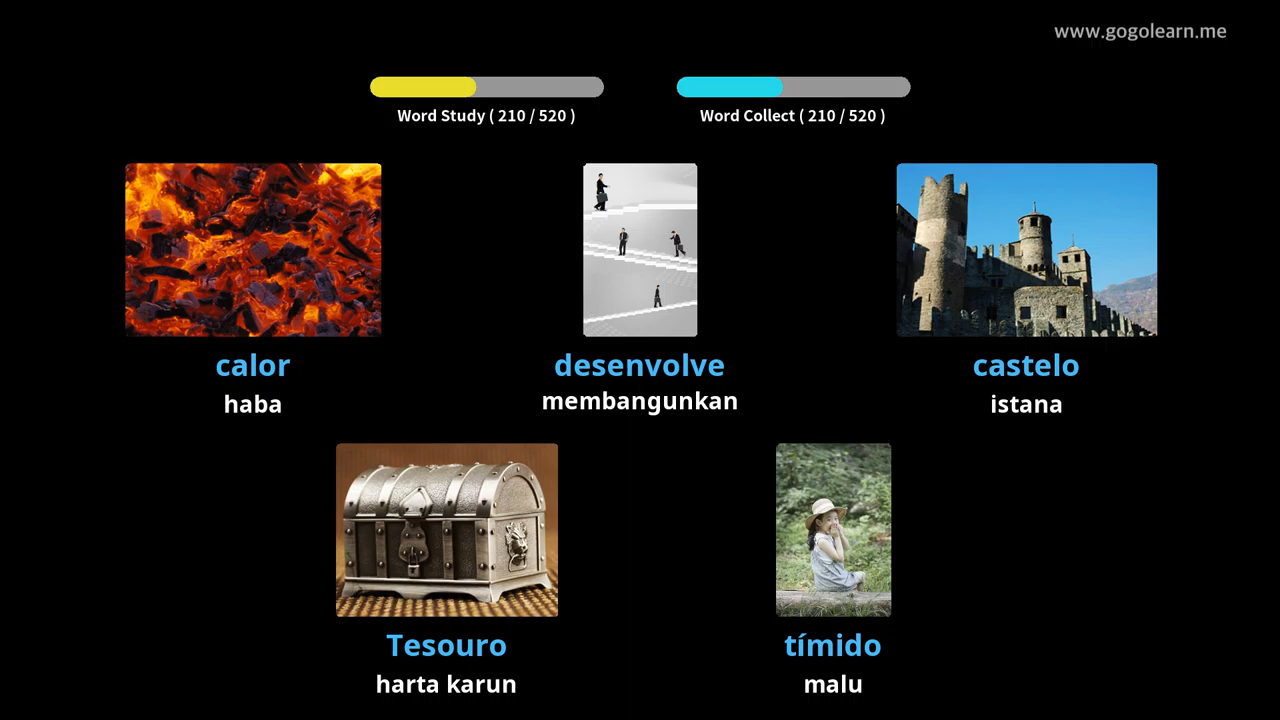 www.gogolearn.me
Word Study ( 210 / 520 )
Word Collect ( 210 / 520 )
calor
haba
desenvolve
membangunkan
castelo
istana
Tesouro
harta karun
tímido
malu